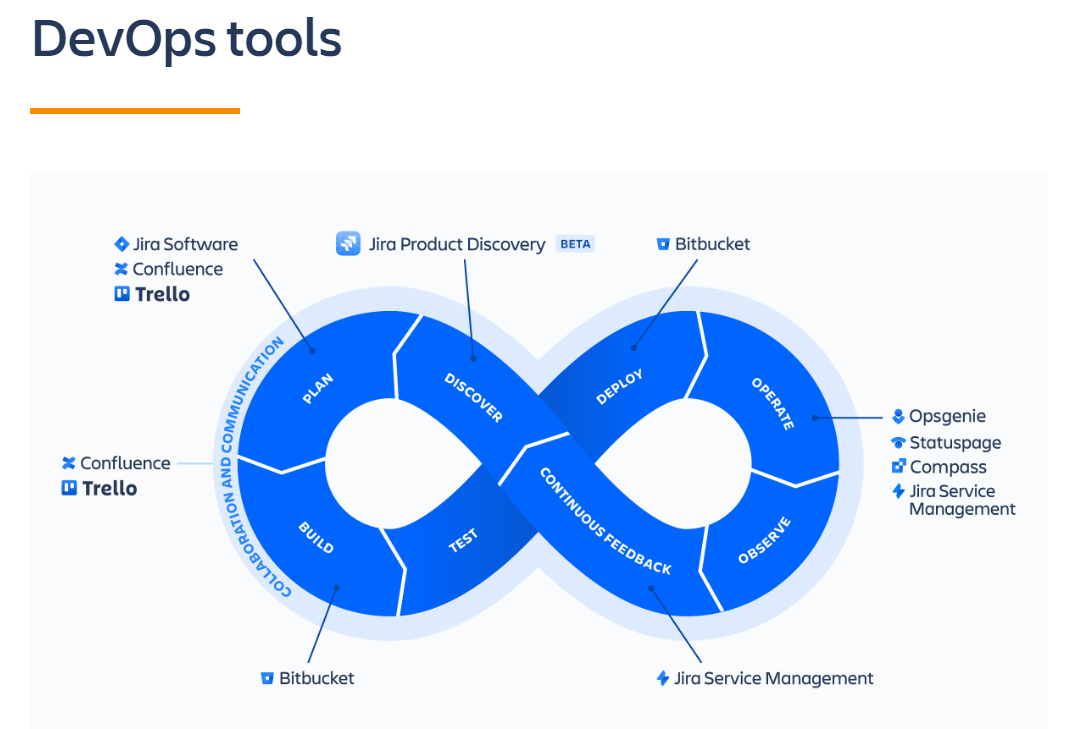 DevOps tools
Jira Software
Confluence
Trello
Jira Product Discovery BETA
Bitbucket
COLLABORATION AND COMMUNICATION
PLAN
DISCOVER
DEPLOY
OPERATE
Opsgenie
Statuspage
Compass
Jira Service
Management
Confluence
Trello
BUILD
TEST
CONTINUOUS FEEDBACK
OBSERVE
Bitbucket
Jira Service Management